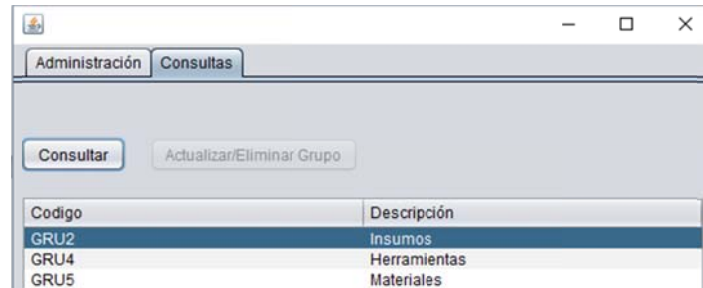 Administración Consultas
Consultar Actualizar/Eliminar Grupo
Codigo Descripción
GRU2 Insumos
GRU4 Herramientas
GRU5 Materiales